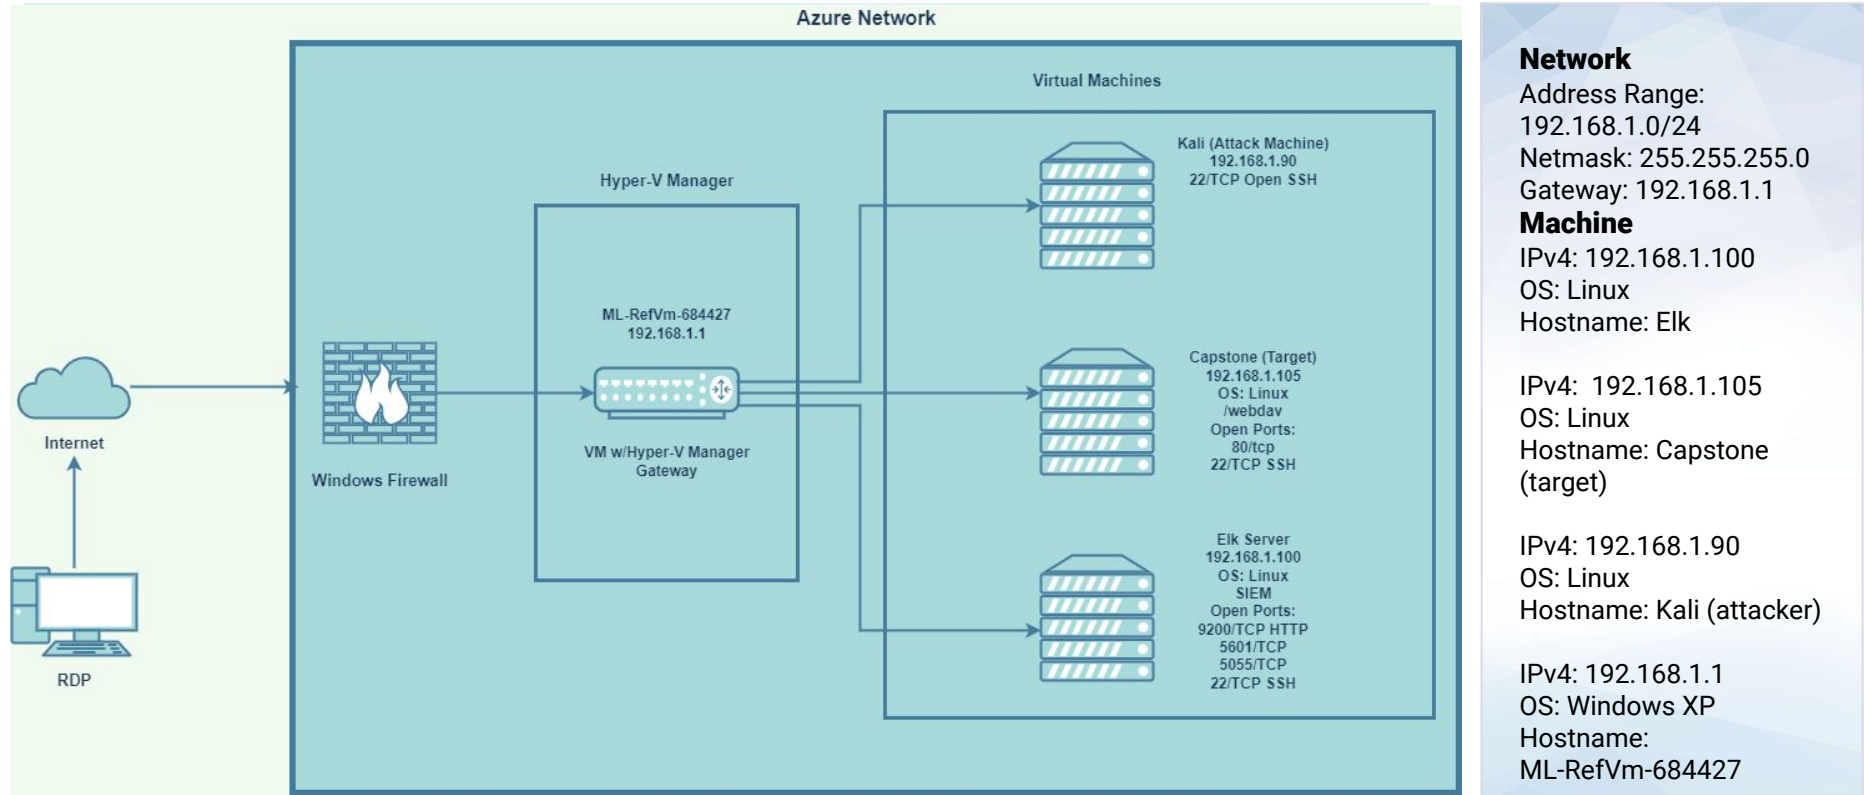 Azure Network
Virtual Machines
Kali (Attack Machine)
192.168.1.90
22/TCP Open SSH
Hyper-V Manager
ML-RefVm-684427
192.168.1.1
VM w/Hyper-V Manager
Gateway
Capstone (Target)
192.168.1.105
OS: Linux
/webdav
Open Ports:
80/tcp
22/TCP SSH
Internet
Windows Firewall
Elk Server
192.168.1.100
OS: Linux
SIEM
Open Ports:
9200/TCP HTTP
5601/TCP
5055/TCP
22/TCP SSH
RDP
Network
Address Range:
192.168.1.0/24
Netmask: 255.255.255.0
Gateway: 192.168.1.1
Machine
IPv4: 192.168.1.100
OS: Linux
Hostname: Elk
IPv4: 192.168.1.105
OS: Linux
Hostname: Capstone
(target)
IPv4: 192.168.1.90
OS: Linux
Hostname: Kali (attacker)
IPv4: 192.168.1.1
OS: Windows XP
Hostname:
ML-RefVm-684427